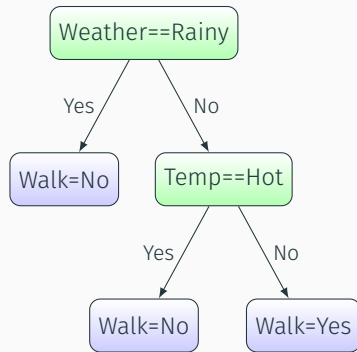 Weather==Rainy
Yes
No
Walk=No
Temp==Hot
Yes
No
Walk=No
Walk=Yes